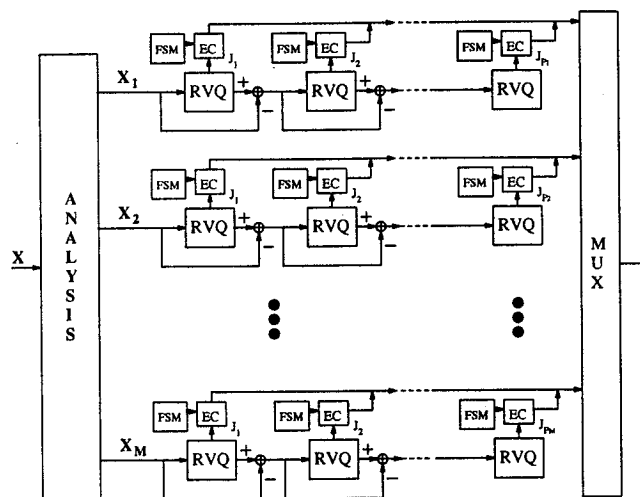 FSM EC J1 FSM EC J2 FSM EC JP1
X1 RVQ + − RVQ + − RVQ
FSM EC J1 FSM EC J2 FSM EC JP2
X2 RVQ + − RVQ + − RVQ
X
ANALYSIS
MUX
FSM EC J1 FSM EC J2 FSM EC JPM
XM RVQ + − RVQ + − RVQ